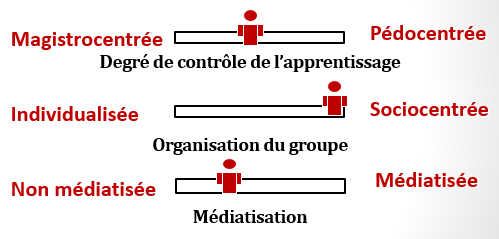 Magistrocentrée Pédocentrée
Degré de contrôle de l'apprentissage
Individualisée Sociocentrée
Organisation du groupe
Non médiatisée Médiatisée
Médiatisation